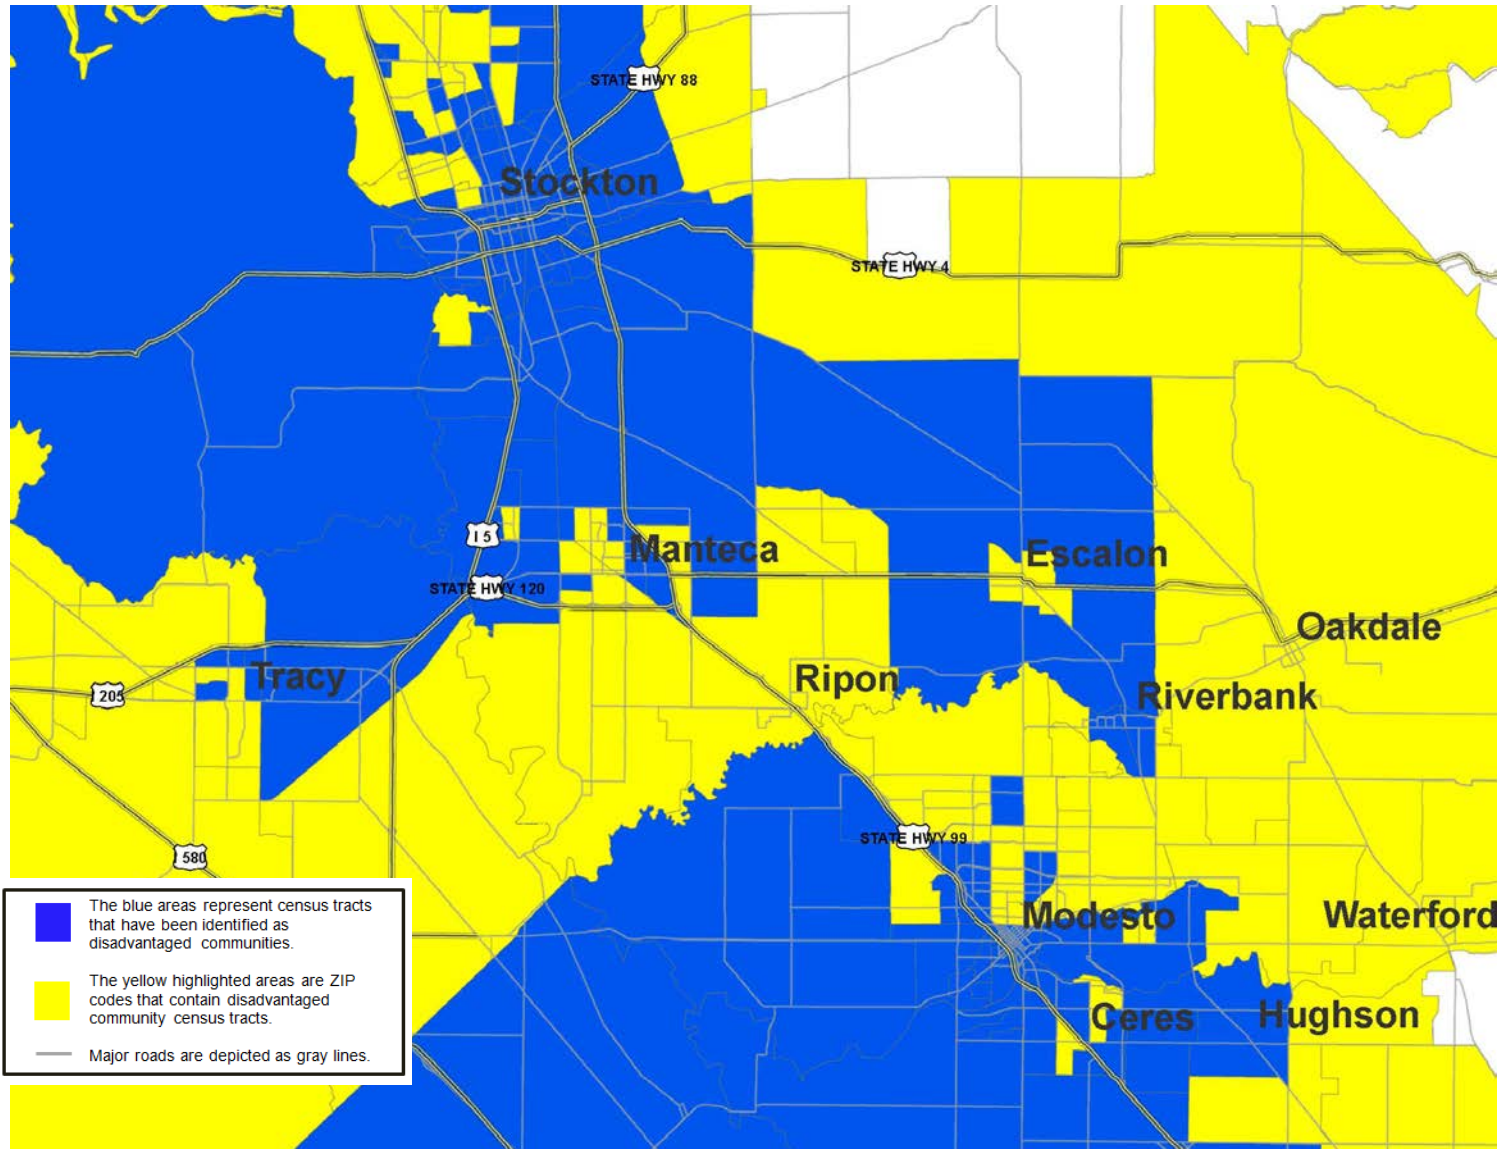 STATE HWY 88
Stockton
STATE HWY 4
I 5
Manteca
Escalon
STATE HWY 120
Oakdale
Tracy
Ripon
I 205
Riverbank
STATE HWY 99
I 580
Modesto
Waterford
Ceres
Hughson
The blue areas represent census tracts
that have been identified as
disadvantaged communities.
The yellow highlighted areas are ZIP
codes that contain disadvantaged
community census tracts.
Major roads are depicted as gray lines.